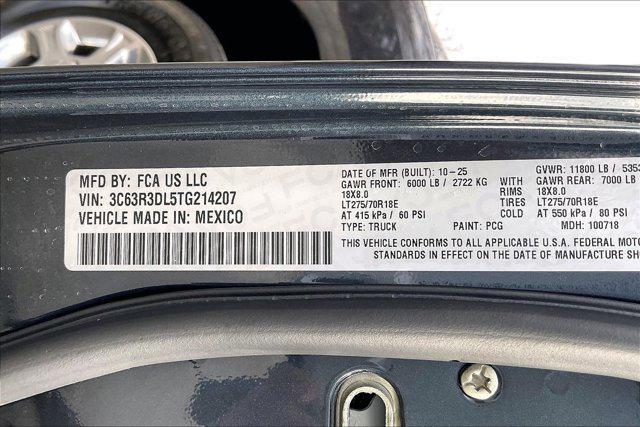 MFD BY: FCA US LLC
VIN: 3C63R3DL5TG214207
VEHICLE MADE IN: MEXICO
DATE OF MFR (BUILT): 10-25 GVWR: 11800 LB /
GAWR FRONT: 6000 LB / 2722 KG WITH GAWR REAR: 7000 LB /
18X8.0 RIMS 18X8.0
LT275/70R18E TIRES LT275/70R18E
AT 415 kPa / 60 PSI COLD AT 550 kPa / 80 PSI
TYPE: TRUCK PAINT: PCG MDH: 100718
THIS VEHICLE CONFORMS TO ALL APPLICABLE U.S.A. FEDERAL
STANDARDS IN EFFECT ON THE DATE OF MANUFACTURE